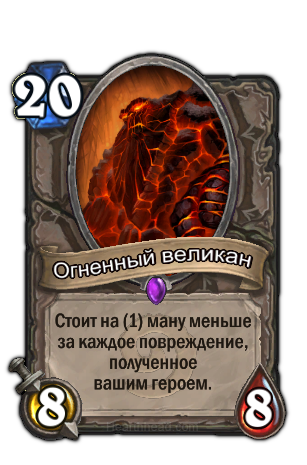 20
Огненный великан
Стоит на (1) ману меньше
за каждое повреждение,
полученное
вашим героем.
8
8